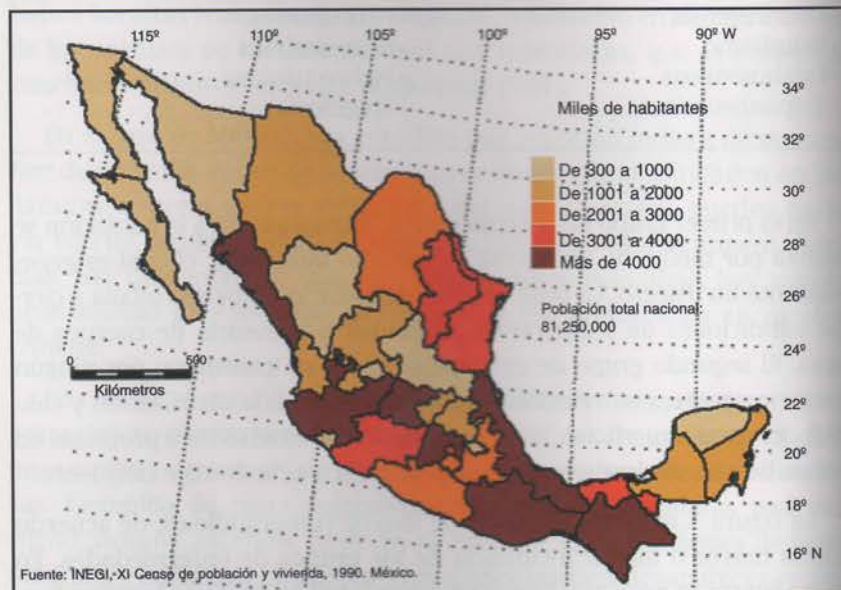 115º 110º 105º 100º 95º 90º W
34º
Miles de habitantes
32º
De 300 a 1000
30º
De 1001 a 2000
De 2001 a 3000
28º
De 3001 a 4000
Más de 4000
26º
Población total nacional:
81,250,000
24º
0 500
Kilómetros
22º
20º
18º
16º N
Fuente: INEGI, XI Censo de población y vivienda, 1990. México.